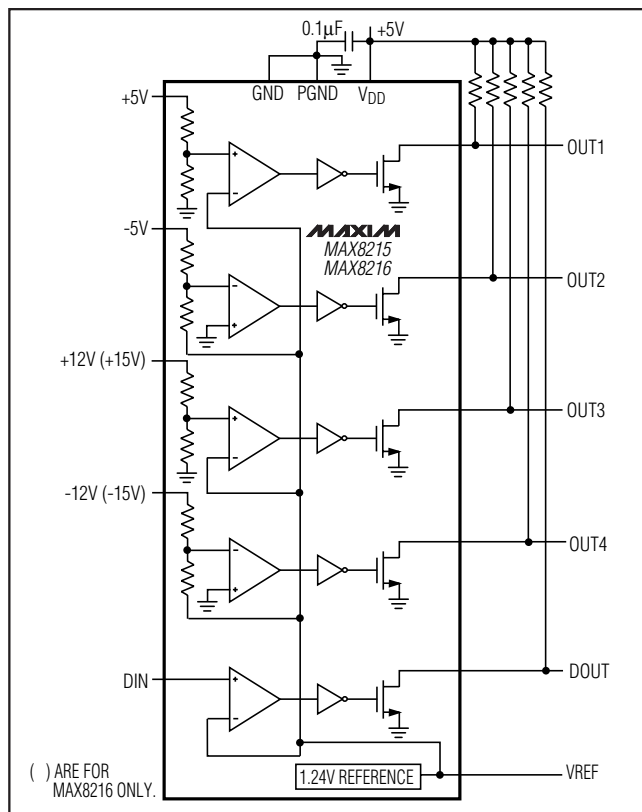 0.1µF
+5V
GND PGND VDD
+5V
OUT1
MAXIM
MAX8215
MAX8216
-5V
OUT2
+12V (+15V)
OUT3
-12V (-15V)
OUT4
DIN
DOUT
1.24V REFERENCE
VREF
( ) ARE FOR
MAX8216 ONLY.
+
−
−
+
+
−
−
+
+
−